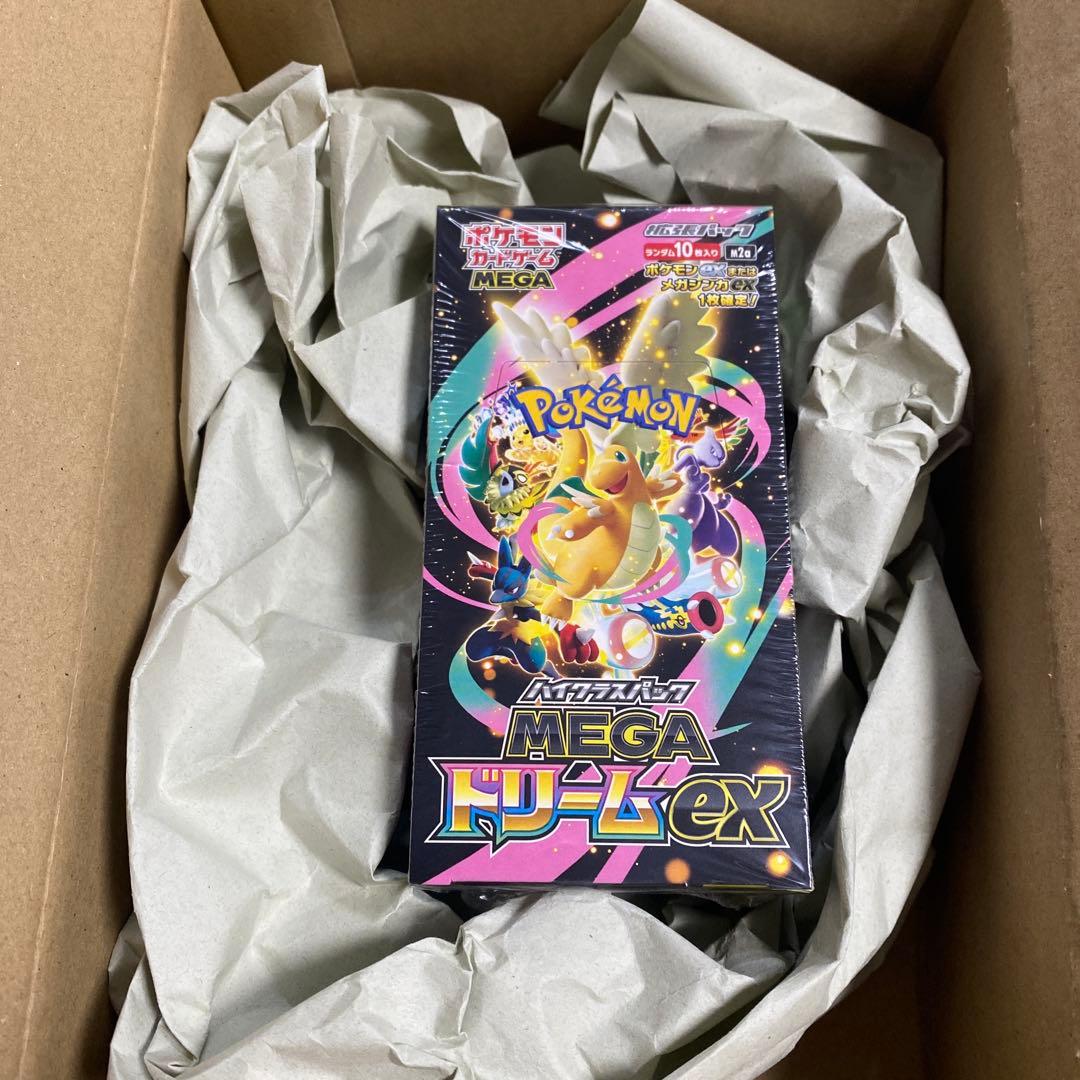 ポケモン
カードゲーム
MEGA
拡張パック
ランダム10枚入り M2a
ポケモンexまたは
メガシンカex
1枚確定!
POKéMON
ハイクラスパック
MEGA
ドリームex